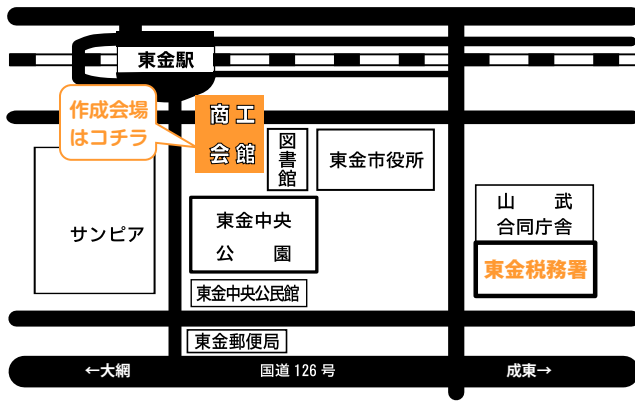 東金駅
作成会場
はコチラ
商工
会館
図書館
東金市役所
サンピア
東金中央
公園
山武
合同庁舎
東金税務署
東金中央公民館
東金郵便局
←大網
国道126号
成東→